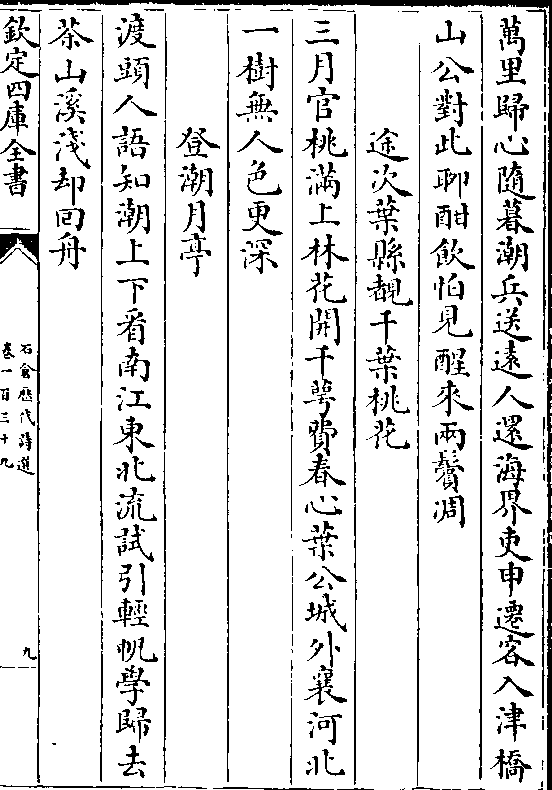 萬里歸心隨暮潮兵送遠人還海界吏申遷客入津橋
山公對此聊酣飲怕見醒來兩鬢凋
途次葉縣覩千葉桃花
三月官桃滿上林花開千萼費春心葉公城外襄河北
一樹無人色更深
登潮月亭
渡頭人語知潮上下看南江東北流試引輕帆學歸去
茶山溪淺却回舟
欽定四庫全書
石倉歷代詩選
卷一百三十九
九